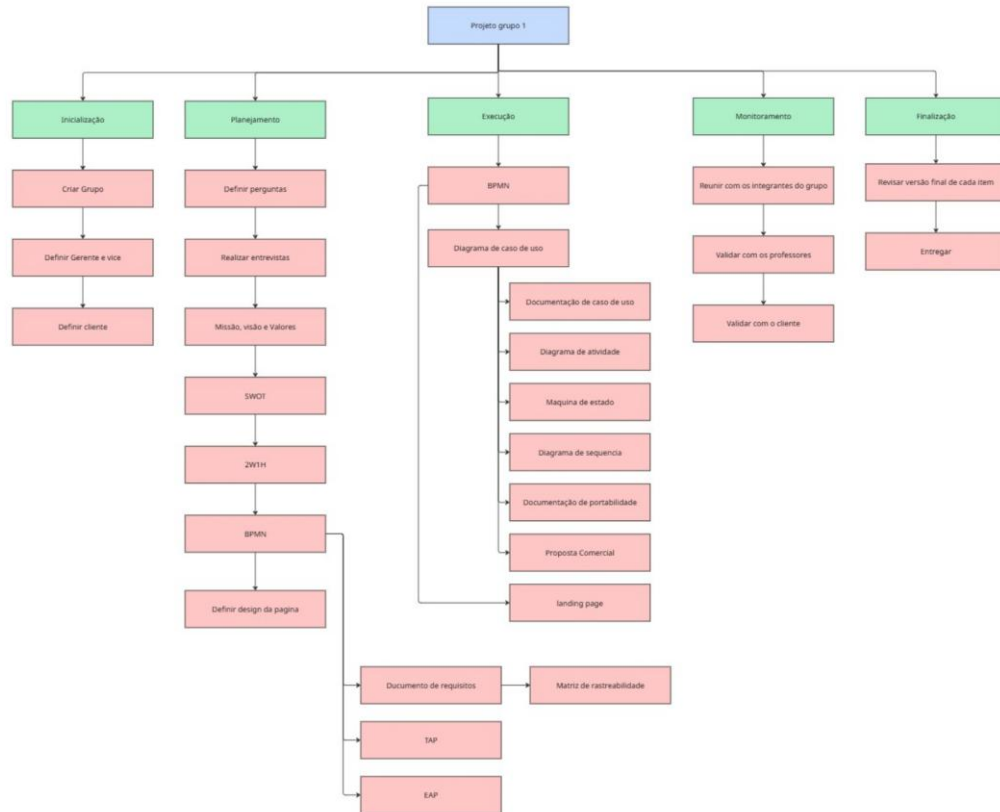 Projeto grupo 1
Inicialização
Planejamento
Execução
Monitoramento
Finalização
Criar Grupo
Definir Gerente e vice
Definir cliente
Definir perguntas
Realizar entrevistas
Missão, visão e Valores
SWOT
2W1H
BPMN
Definir design da pagina
Ducumento de requisitos
Matriz de rastreabilidade
TAP
EAP
BPMN
Diagrama de caso de uso
Documentação de caso de uso
Diagrama de atividade
Maquina de estado
Diagrama de sequencia
Documentação de portabilidade
Proposta Comercial
landing page
Reunir com os integrantes do grupo
Validar com os professores
Validar com o cliente
Revisar versão final de cada item
Entregar